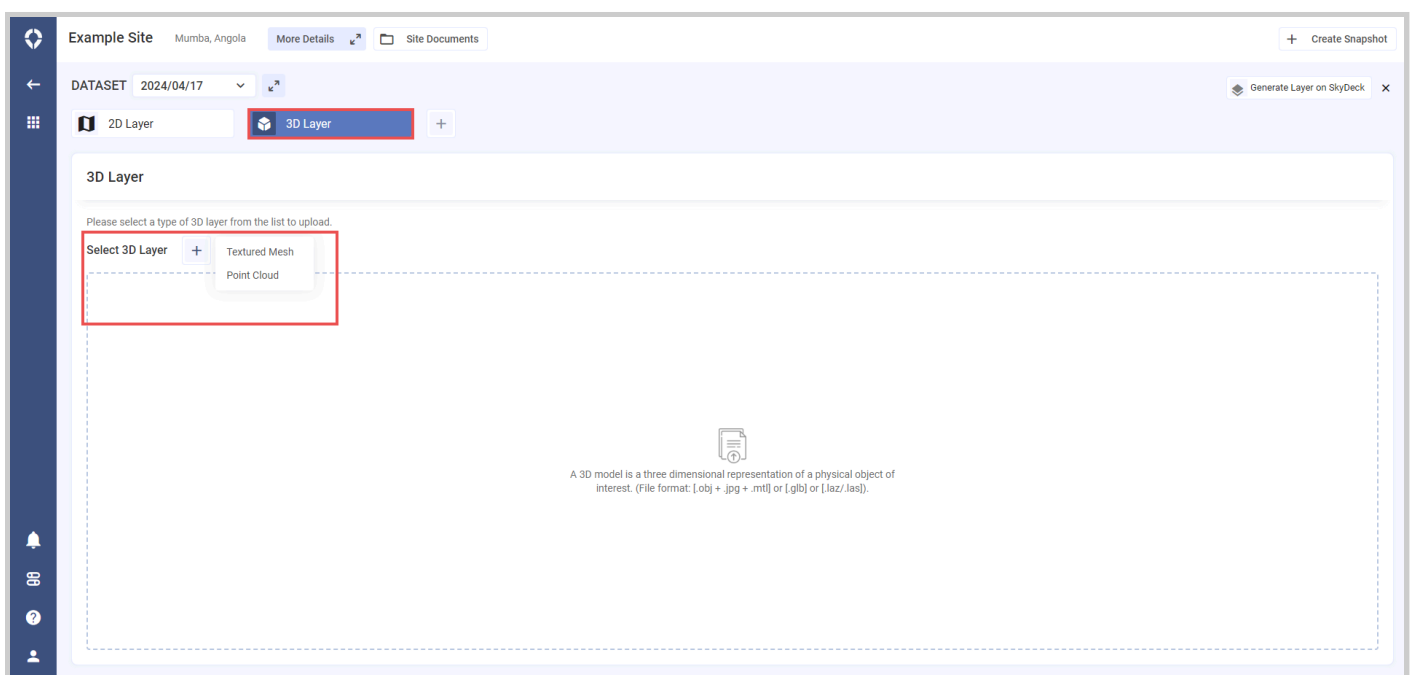 Example Site Mumba, Angola More Details Site Documents + Create Snapshot
DATASET 2024/04/17 Generate Layer on SkyDeck ×
2D Layer 3D Layer +
3D Layer
Please select a type of 3D layer from the list to upload.
Select 3D Layer + Textured Mesh
Point Cloud
A 3D model is a three dimensional representation of a physical object of
interest. (File format: [.obj + .jpg + .mtl] or [.glb] or [.laz/.las]).
?